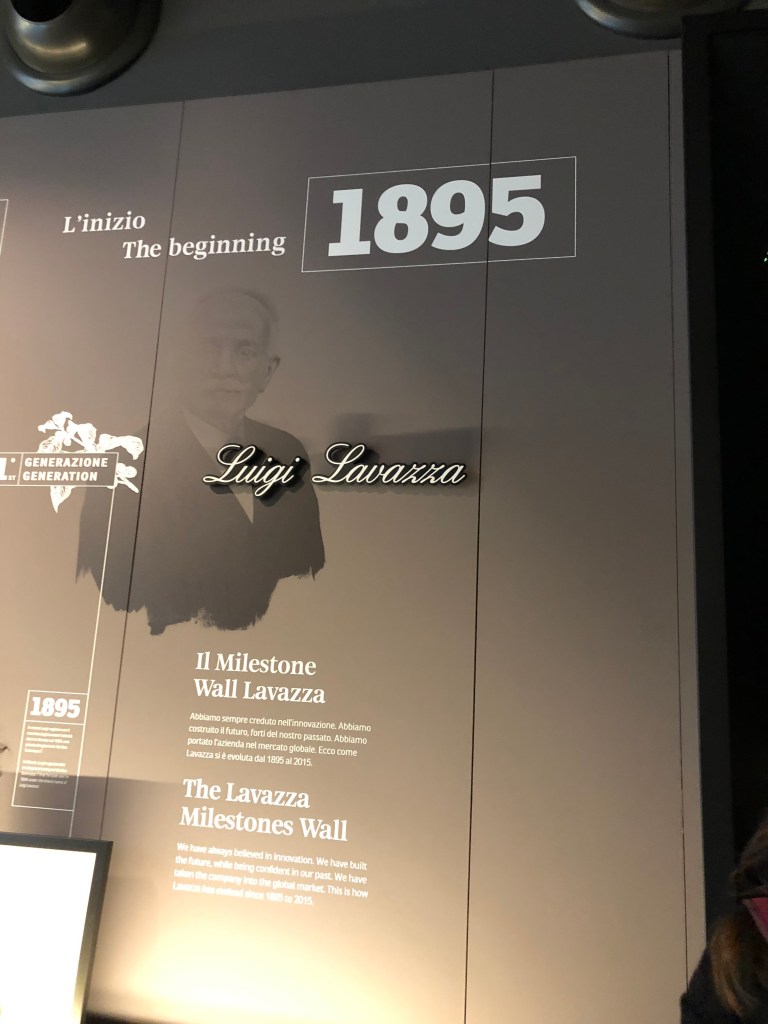 L'inizio
The beginning
1895
Luigi Lavazza
1°
ST
GENERAZIONE
GENERATION
1895
Il Milestone
Wall Lavazza
Abbiamo sempre creduto nell'innovazione. Abbiamo
costruito il futuro, forti del nostro passato. Abbiamo
portato l'azienda nel mercato globale. Ecco come
Lavazza si è evoluta dal 1895 al 2015.
The Lavazza
Milestones Wall
We have always believed in innovation. We have built
the future, while being confident in our past. We have
taken the company into the global market. This is how
Lavazza has evolved since 1895 to 2015.